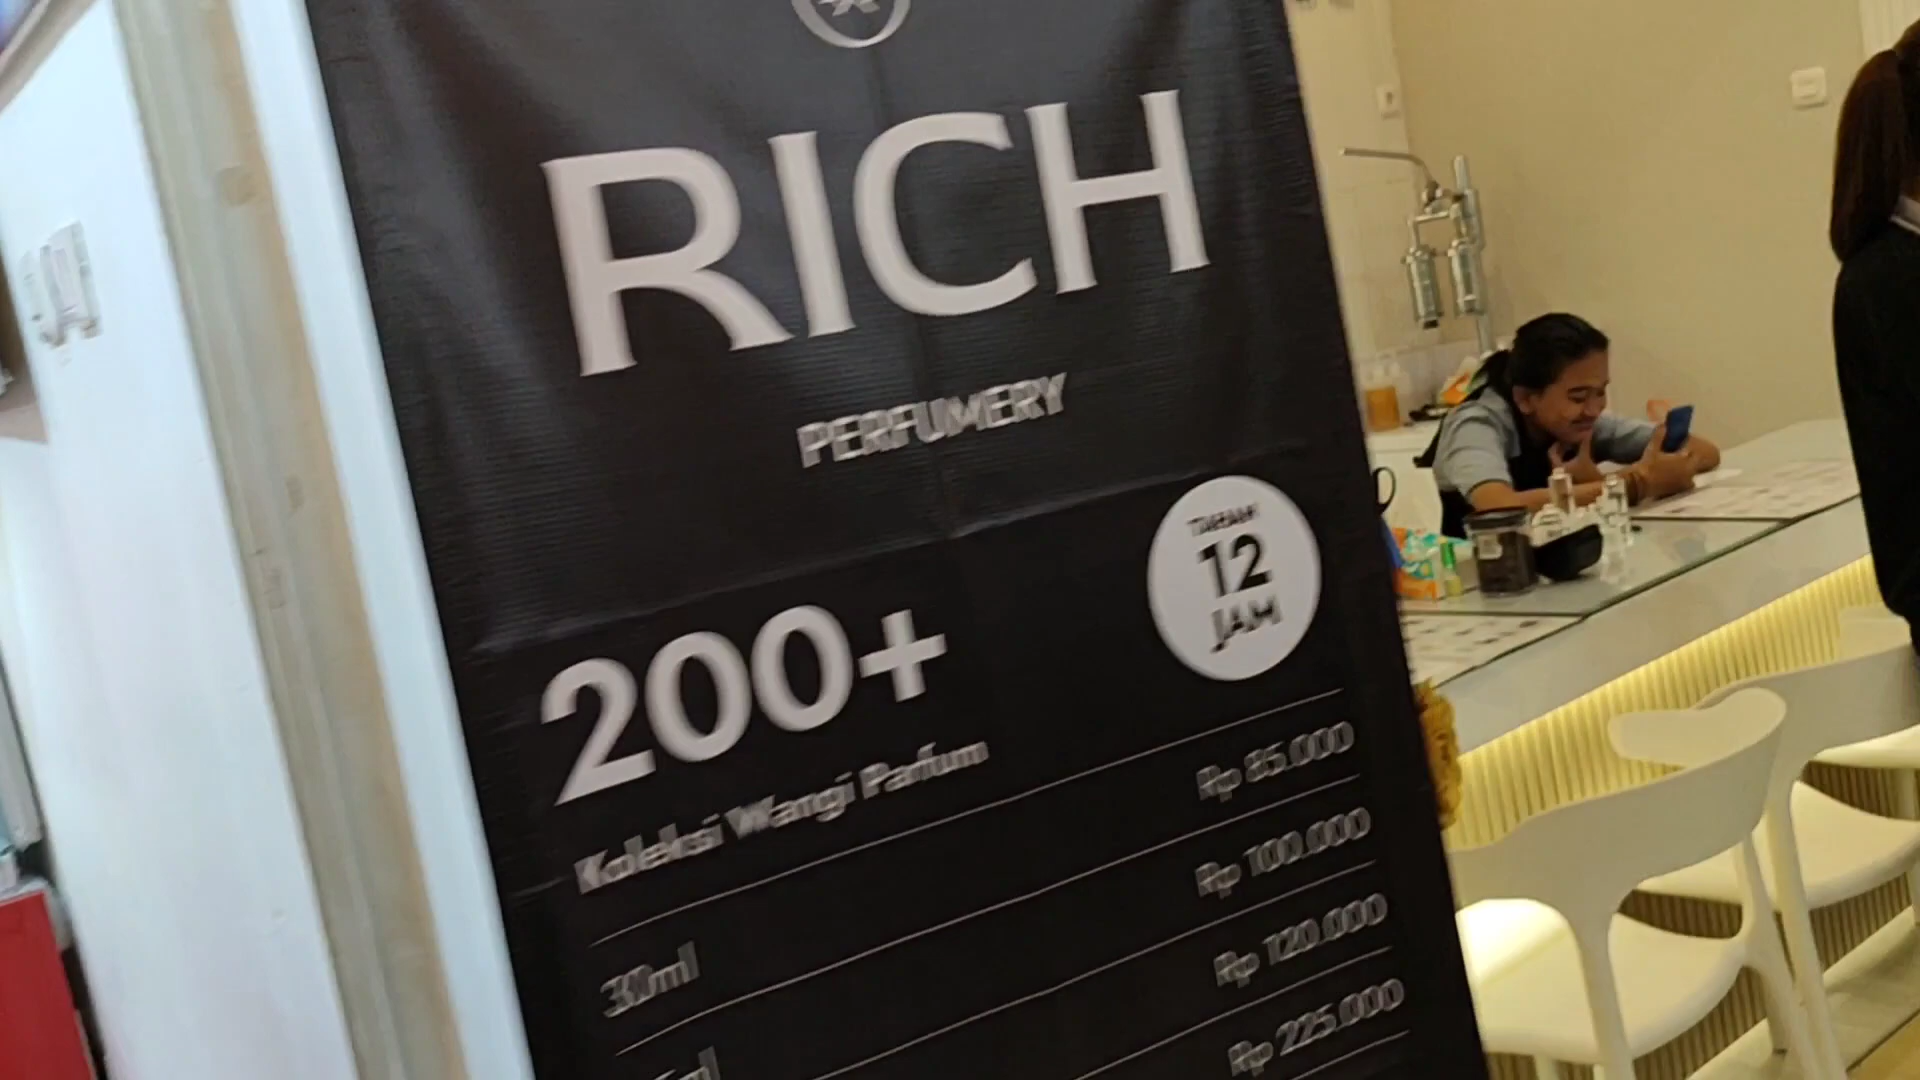 RICH
PERFUMERY
TAHAN
12
JAM
200+
Koleksi Wangi Parfum
30ml
Rp 85.000
Rp 100.000
Rp 120.000
Rp 225.000